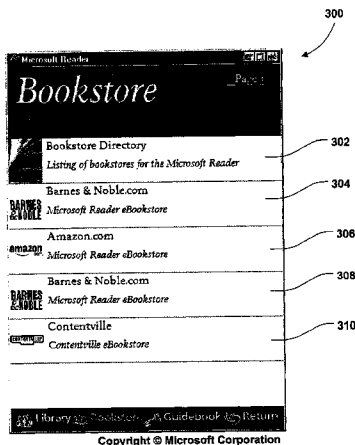 300
Microsoft Reader
Bookstore
Page 1
Bookstore Directory
Listing of bookstores for the Microsoft Reader
302
Barnes & Noble.com
304
BARNES & NOBLE
Microsoft Reader eBookstore
Amazon.com
306
amazon
Microsoft Reader eBookstore
Barnes & Noble.com
308
BARNES & NOBLE
Microsoft Reader eBookstore
Contentville
310
Contentville eBookstore
Library Bookstore Guidebook Return
Copyright © Microsoft Corporation